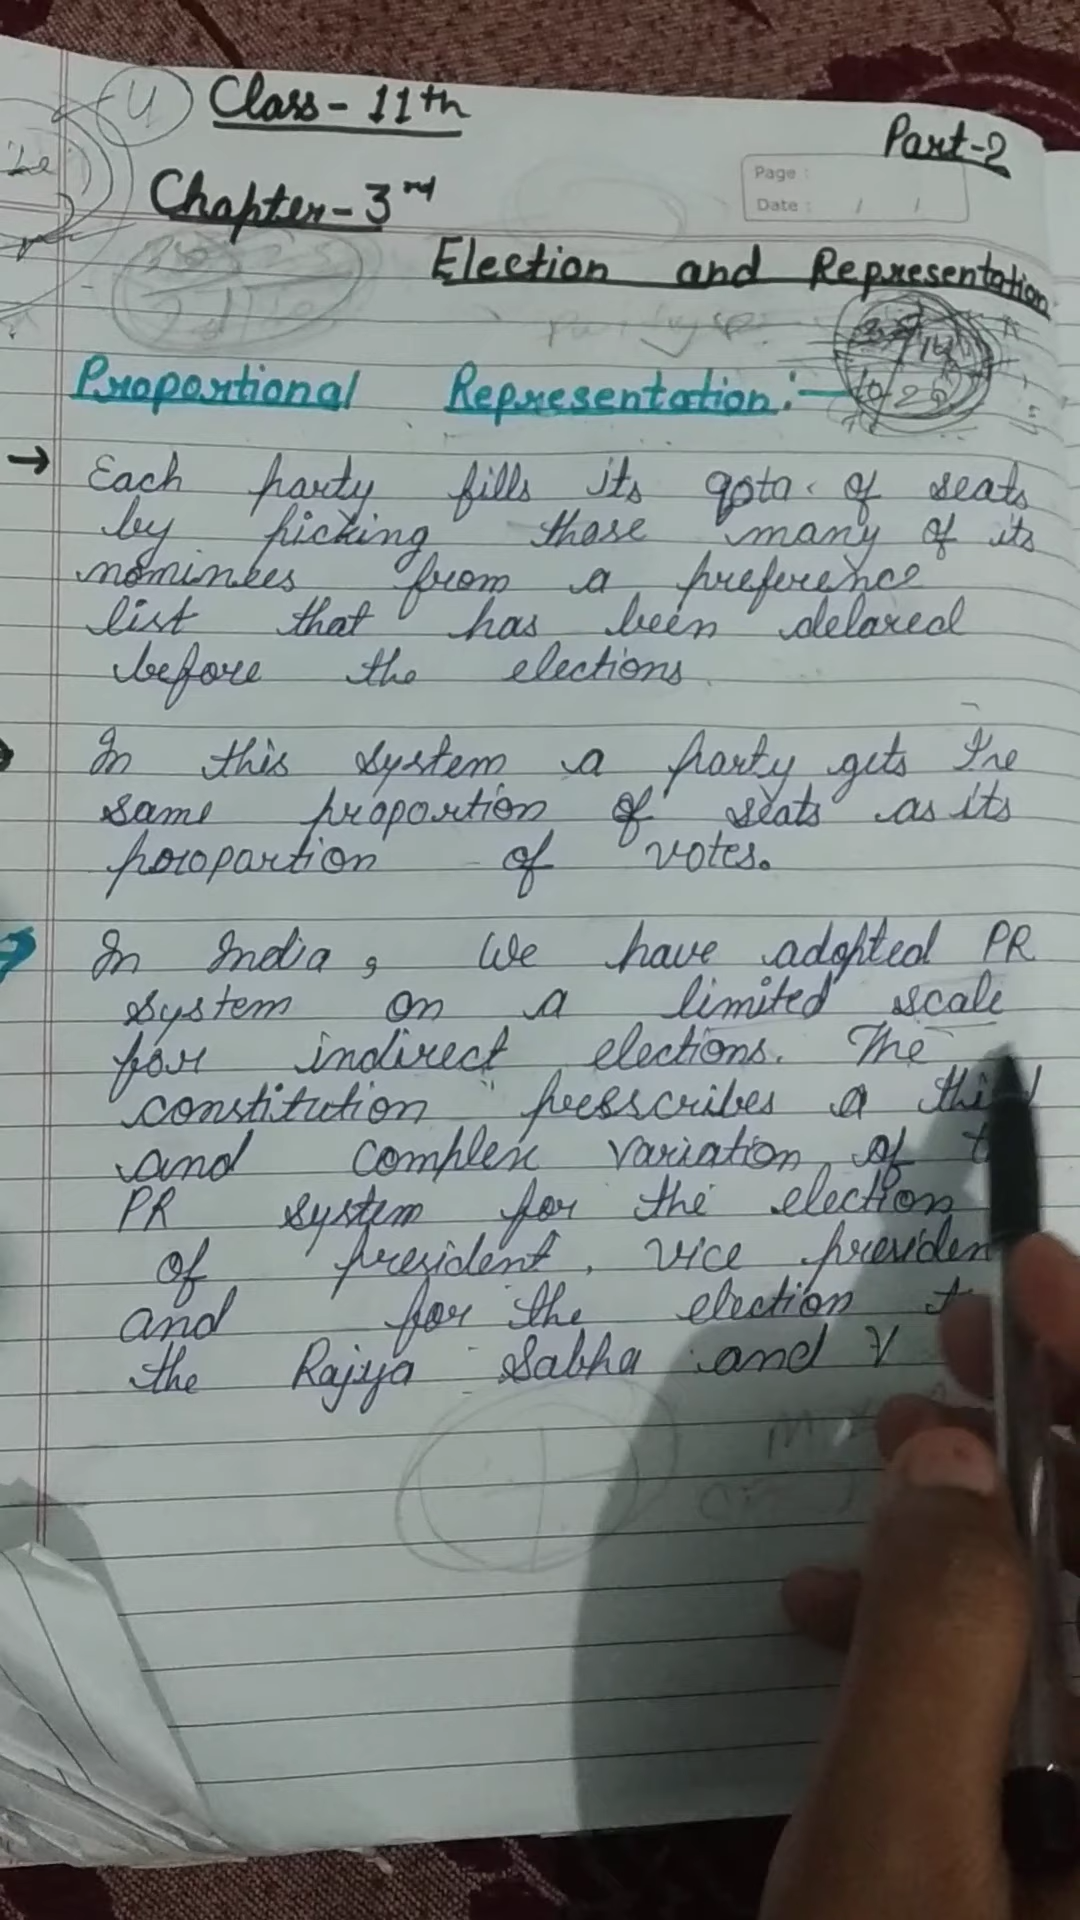 4 Class - 11th
Part-2
Page :
Date : / /
Chapter - 3rd
Election and Representation
Proportional Representation:-
→ Each party fills its qota of seats
by picking those many of its
nominees from a preference
list that has been delared
before the elections.
In this system a party gets the
same proportion of seats as its
proportion of votes.
In India, We have adopted PR
system on a limited scale
for indirect elections. The
constitution prescribes a
and complex variation of
PR system for the election
of president, vice
and for the election
the Rajya Sabha and V